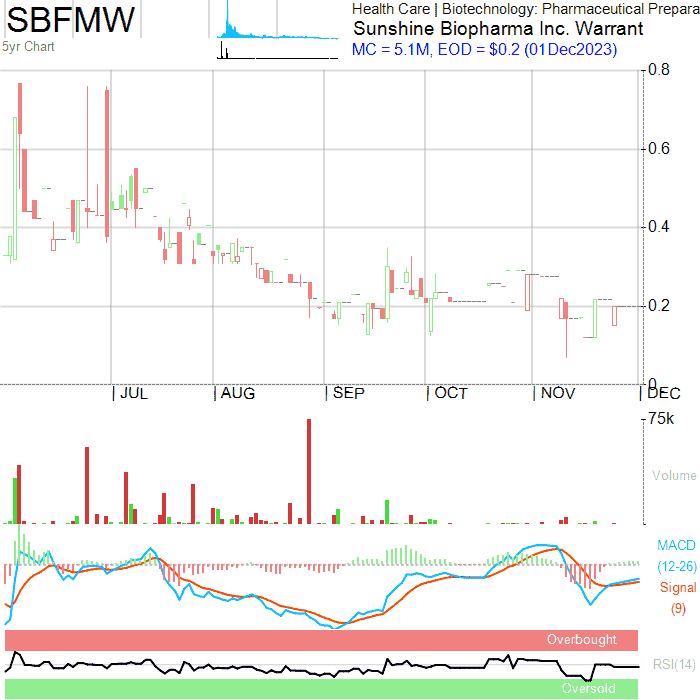 SBFMW
5yr Chart
Health Care | Biotechnology: Pharmaceutical Prepara
Sunshine Biopharma Inc. Warrant
MC = 5.1M, EOD = $0.2 (01Dec2023)
0.8
0.6
0.4
0.2
0
JUL AUG SEP OCT NOV DEC
75k
Volume
MACD
(12-26)
Signal
(9)
Overbought
RSI(14)
Oversold